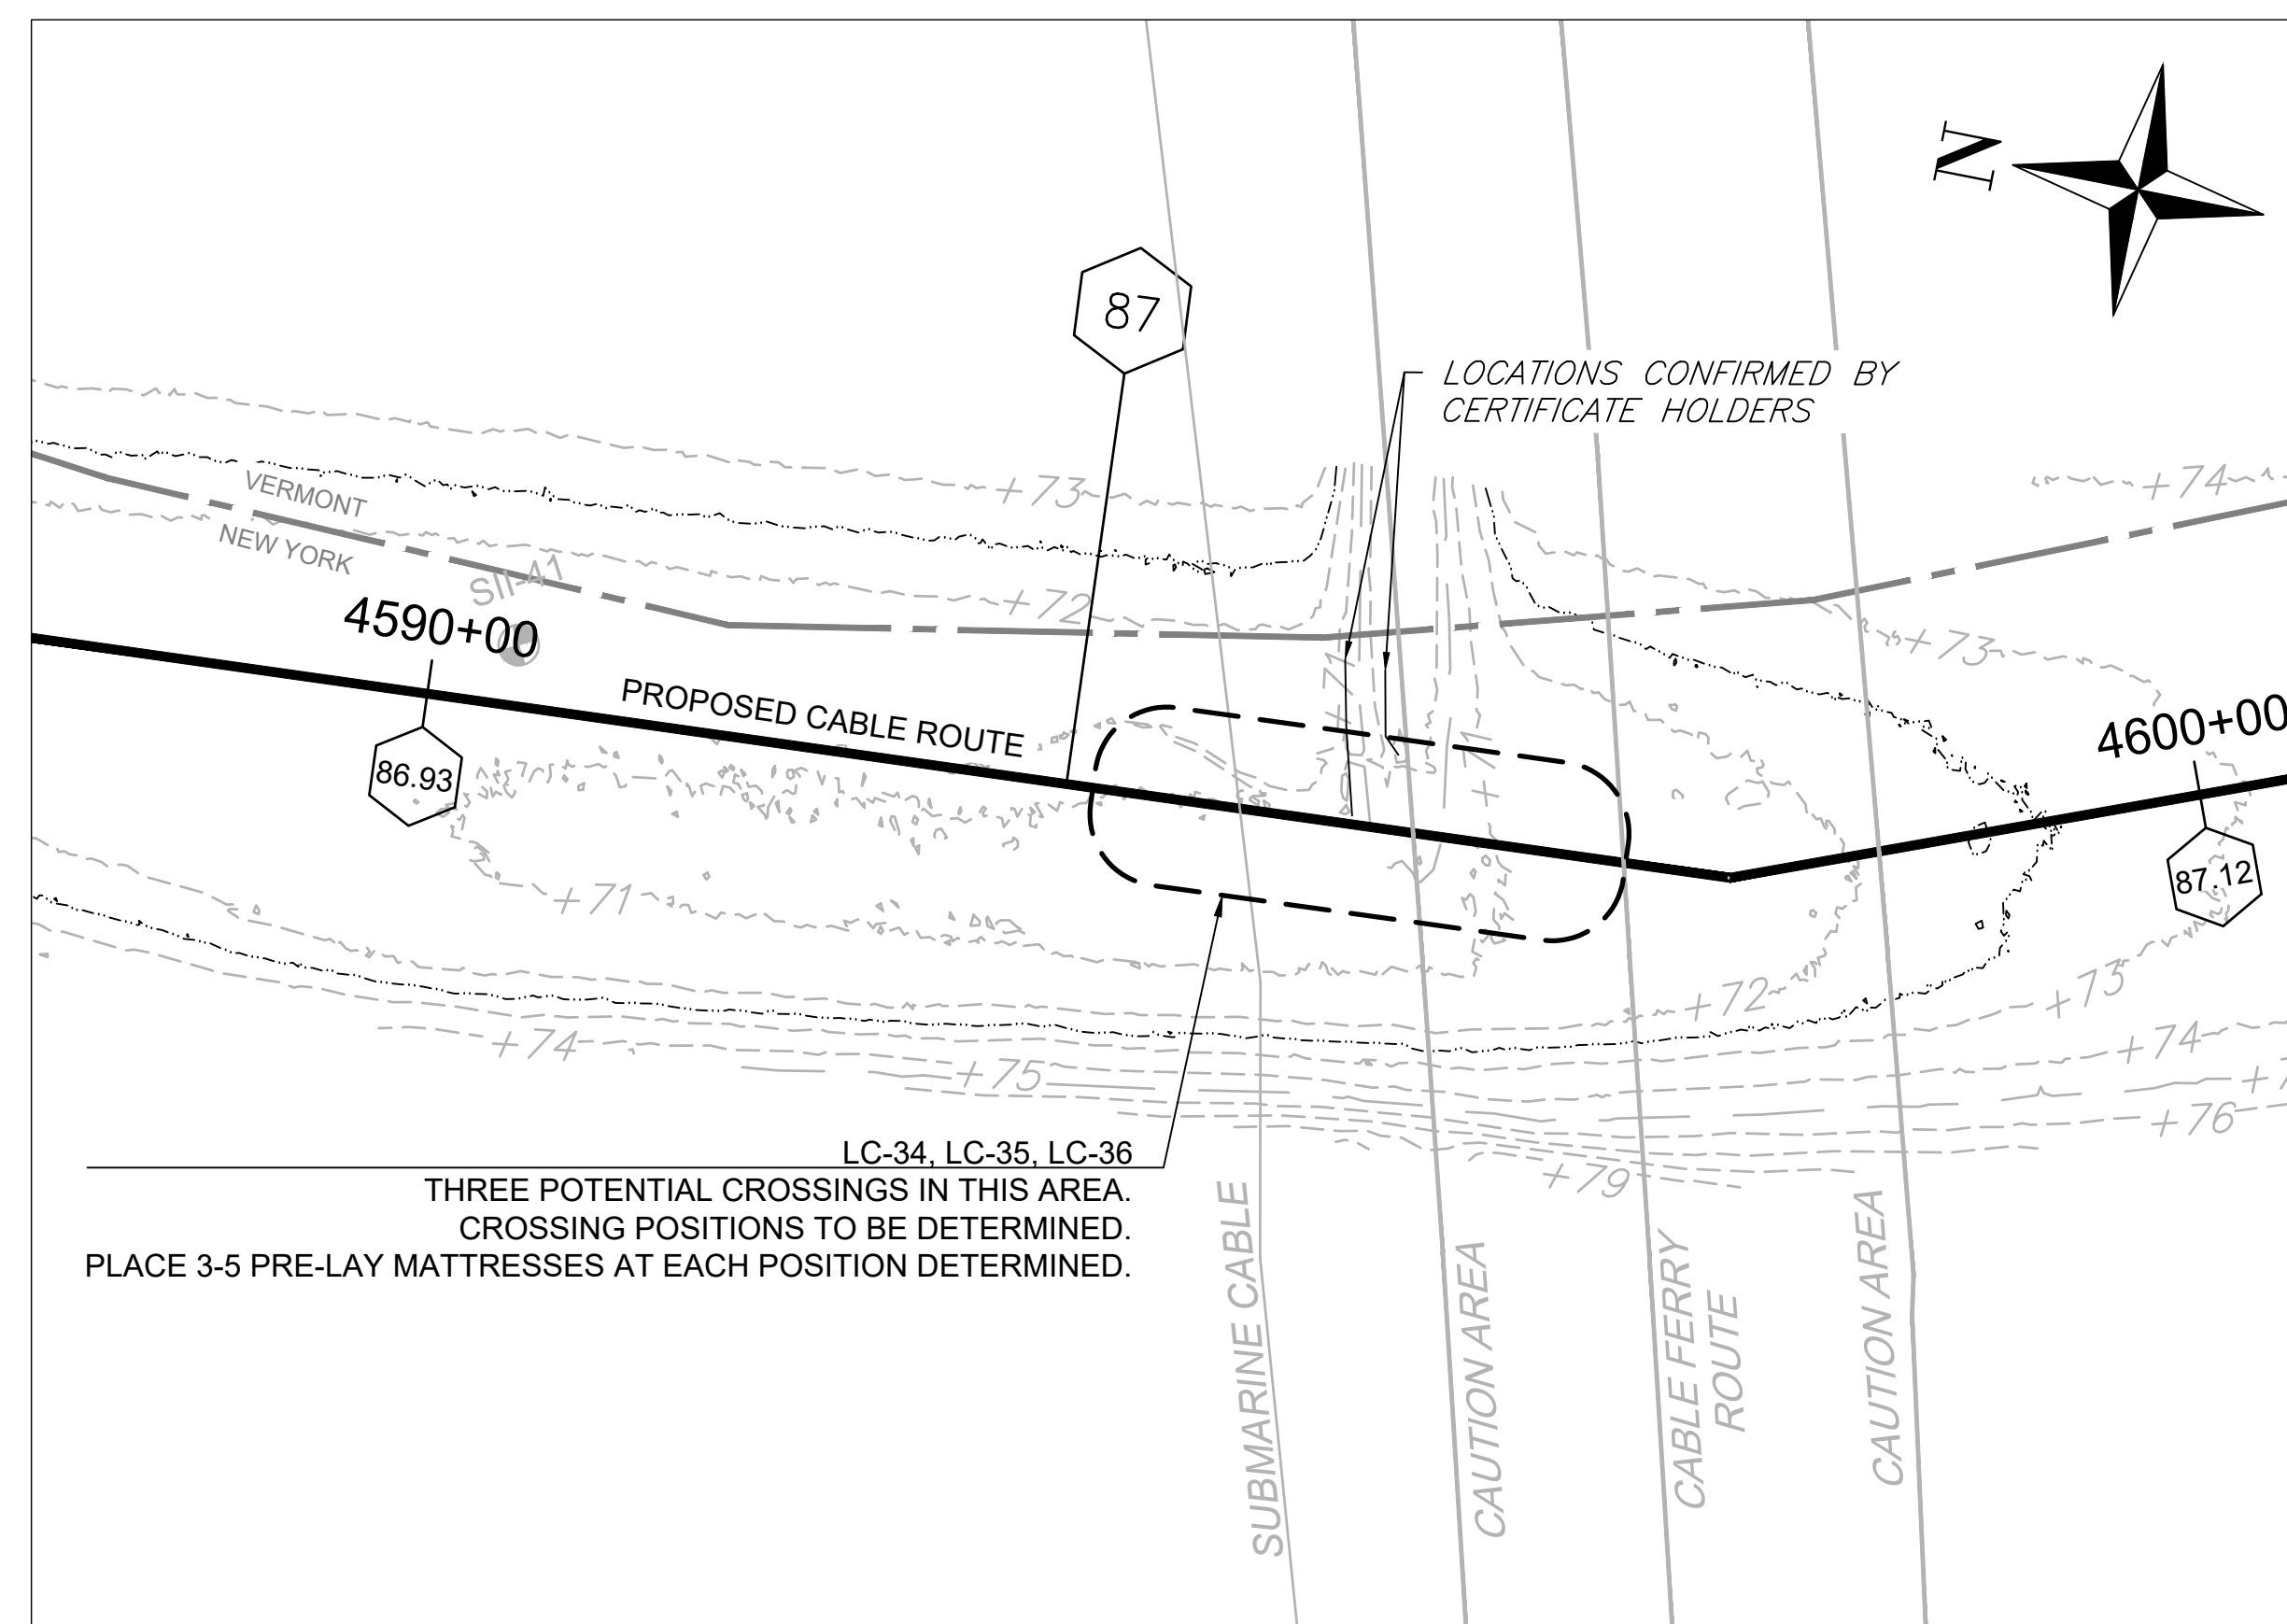 N
87
LOCATIONS CONFIRMED BY
CERTIFICATE HOLDERS
+73
+74
VERMONT
NEW YORK
SII-41
+72
4590+00
+73
+71
PROPOSED CABLE ROUTE
+71
4600+00
86.93
87.12
+71
+72
+73
+74
+74
+75
+76
+79
LC-34, LC-35, LC-36
THREE POTENTIAL CROSSINGS IN THIS AREA.
CROSSING POSITIONS TO BE DETERMINED.
PLACE 3-5 PRE-LAY MATTRESSES AT EACH POSITION DETERMINED.
SUBMARINE CABLE
CAUTION AREA
CABLE FERRY
ROUTE
CAUTION AREA